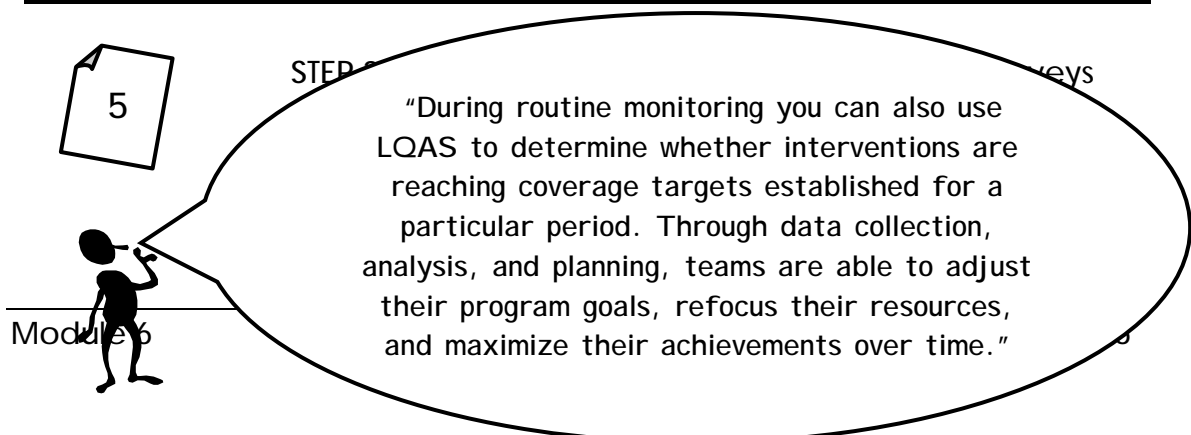 STEP
veys
5
“During routine monitoring you can also use
LQAS to determine whether interventions are
reaching coverage targets established for a
particular period. Through data collection,
analysis, and planning, teams are able to adjust
their program goals, refocus their resources,
and maximize their achievements over time.”
Module 6